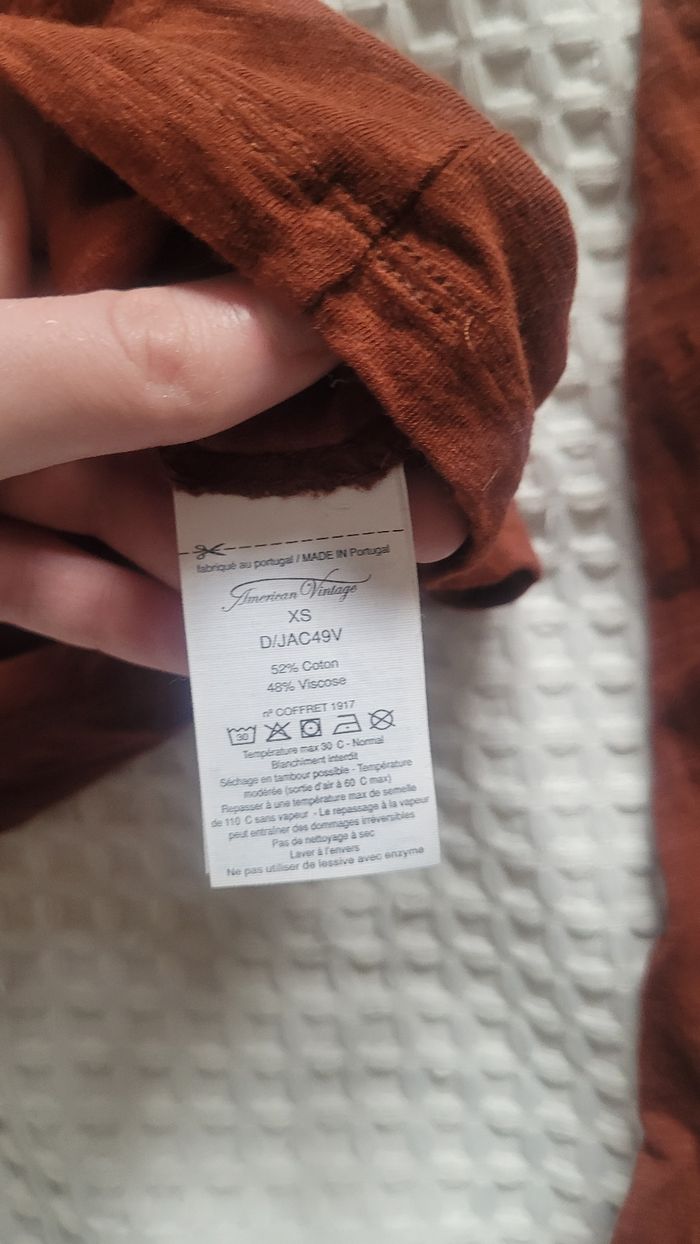 fabriqué au portugal / MADE IN Portugal
American Vintage
XS
D/JAC49V
52% Coton
48% Viscose
nº COFFRET 1917
30
Température max 30 C - Normal
Blanchiment interdit
Séchage en tambour possible - Température
modérée (sortie d'air à 60 C max)
Repasser à une température max de semelle
de 110 C sans vapeur - Le repassage à la vapeur
peut entraîner des dommages irréversibles
Pas de nettoyage à sec
Laver à l'envers
Ne pas utiliser de lessive avec enzyme